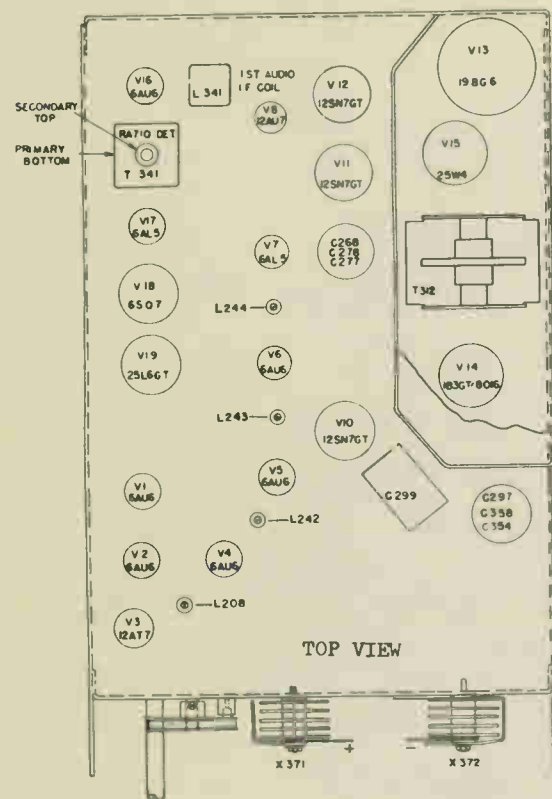 V16
6AU6
L 341
1ST AUDIO
I F COIL
V8
12AU7
V12
12SN7GT
V13
19BG6
SECONDARY
TOP
PRIMARY
BOTTOM
RATIO DET
T 341
V11
12SN7GT
V15
25W4
V17
6AL5
V7
6AL5
C268
C278
C277
T312
V18
6SQ7
L244
V19
25L6GT
V6
6AU6
V14
1B3GT-8016
L243
V10
12SN7GT
V1
6AU6
V5
6AU6
C299
C297
C358
C354
L242
V2
6AU6
V4
6AU6
L208
V3
12AT7
TOP VIEW
+
-
X371
X372